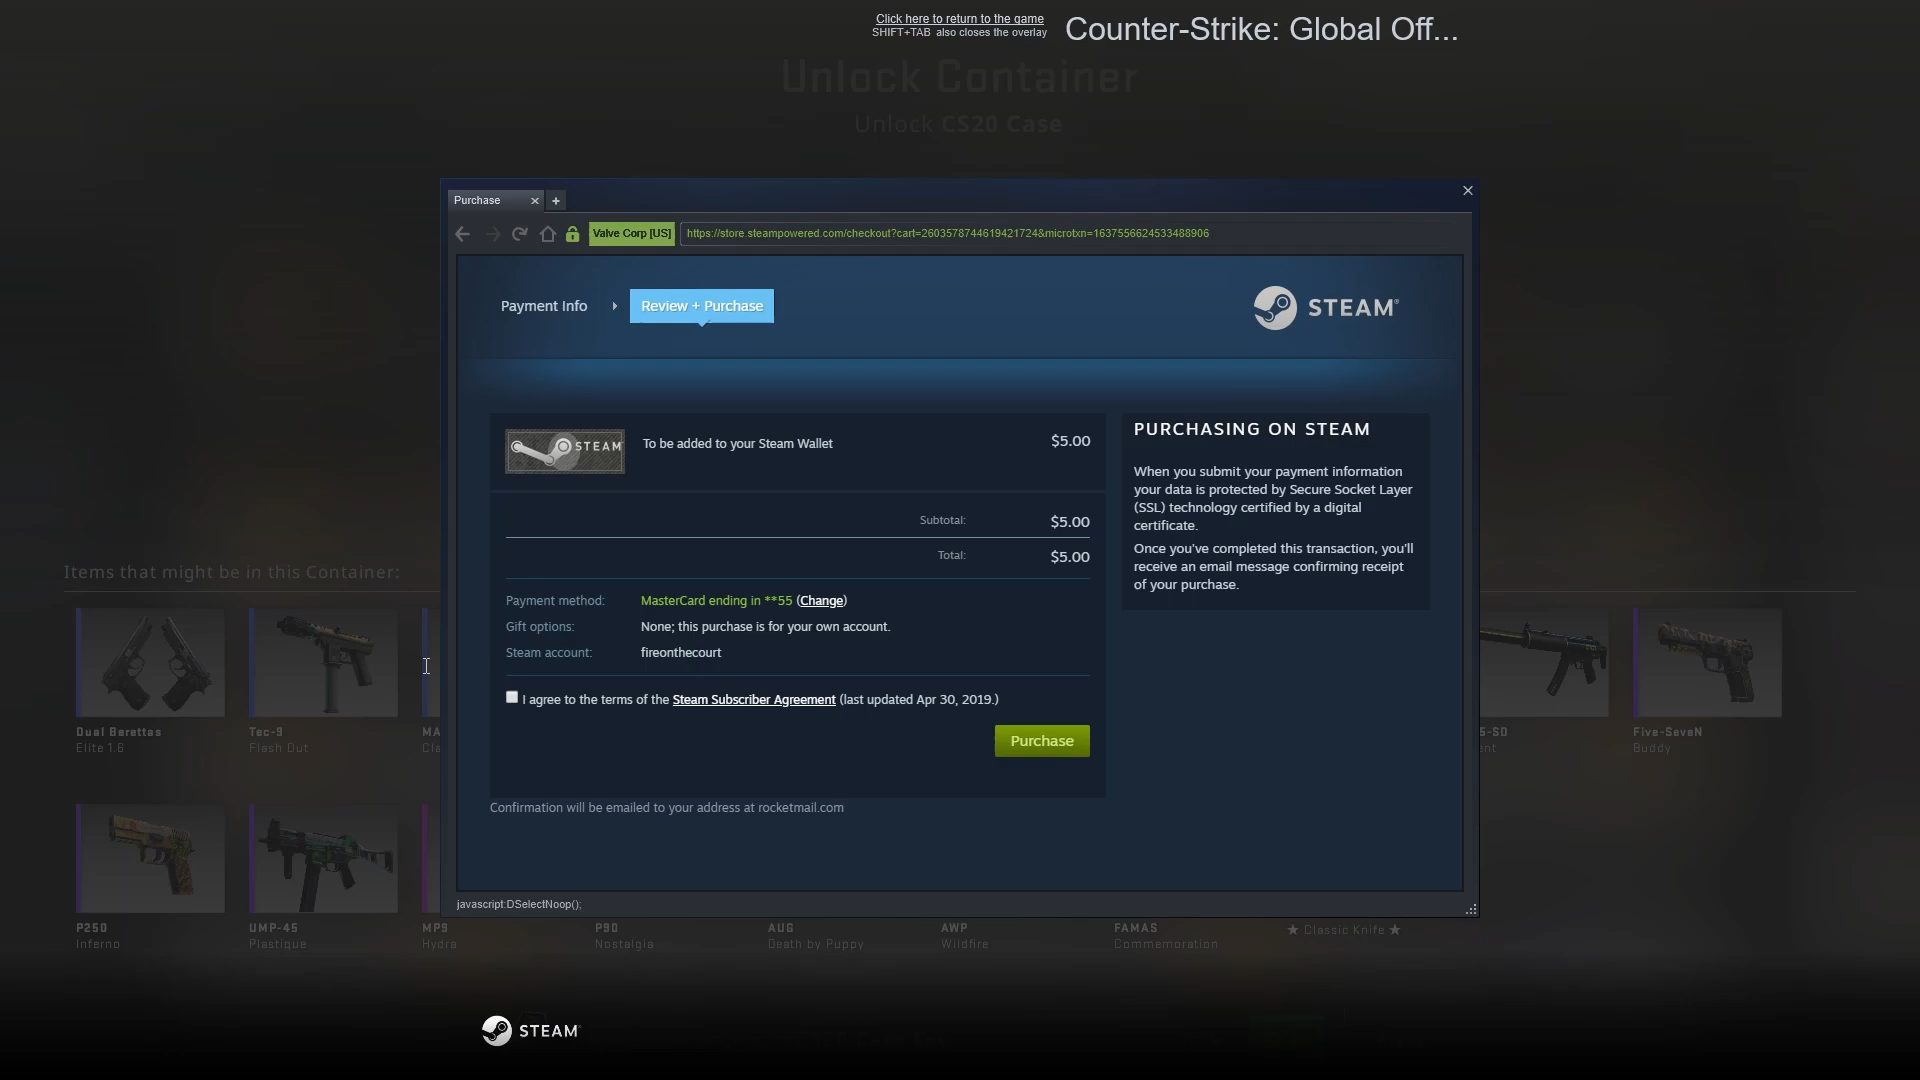 Click here to return to the game
SHIFT+TAB also closes the overlay
Counter-Strike: Global Off...
Unlock Container
Unlock CS20 Case
Purchase
Valve Corp [US]
https://store.steampowered.com/checkout?cart=2603578744619421724&microtxn=1637556624533488906
Payment Info
Review + Purchase
STEAM
STEAM
To be added to your Steam Wallet
$5.00
Subtotal:
$5.00
Total:
$5.00
Payment method:
MasterCard ending in **55 (Change)
Gift options:
None; this purchase is for your own account.
Steam account:
fireonthecourt
I agree to the terms of the Steam Subscriber Agreement (last updated Apr 30, 2019.)
Purchase
Confirmation will be emailed to your address at rocketmail.com
PURCHASING ON STEAM
When you submit your payment information
your data is protected by Secure Socket Layer
(SSL) technology certified by a digital
certificate.
Once you've completed this transaction, you'll
receive an email message confirming receipt
of your purchase.
javascript:DSelectNoop();
Items that might be in this Container:
Dual Berettas
Elite 1.6
Tec-9
Flash Out
MA
Cla
5-SD
ent
Five-SeveN
Buddy
P250
Inferno
UMP-45
Plastique
MP9
Hydra
P90
Nostalgia
AUG
Death by Puppy
AWP
Wildfire
FAMAS
Commemoration
★ Classic Knife ★
STEAM